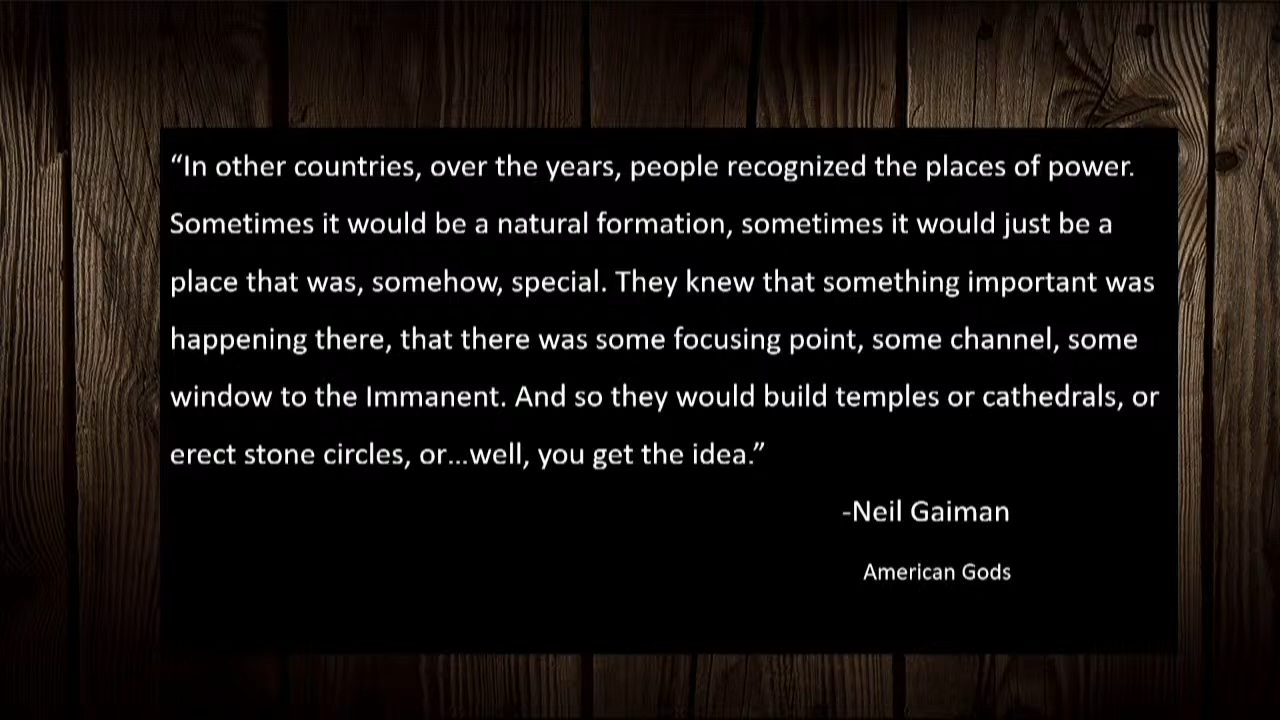 “In other countries, over the years, people recognized the places of power.
Sometimes it would be a natural formation, sometimes it would just be a
place that was, somehow, special. They knew that something important was
happening there, that there was some focusing point, some channel, some
window to the Immanent. And so they would build temples or cathedrals, or
erect stone circles, or...well, you get the idea.”
-Neil Gaiman
American Gods